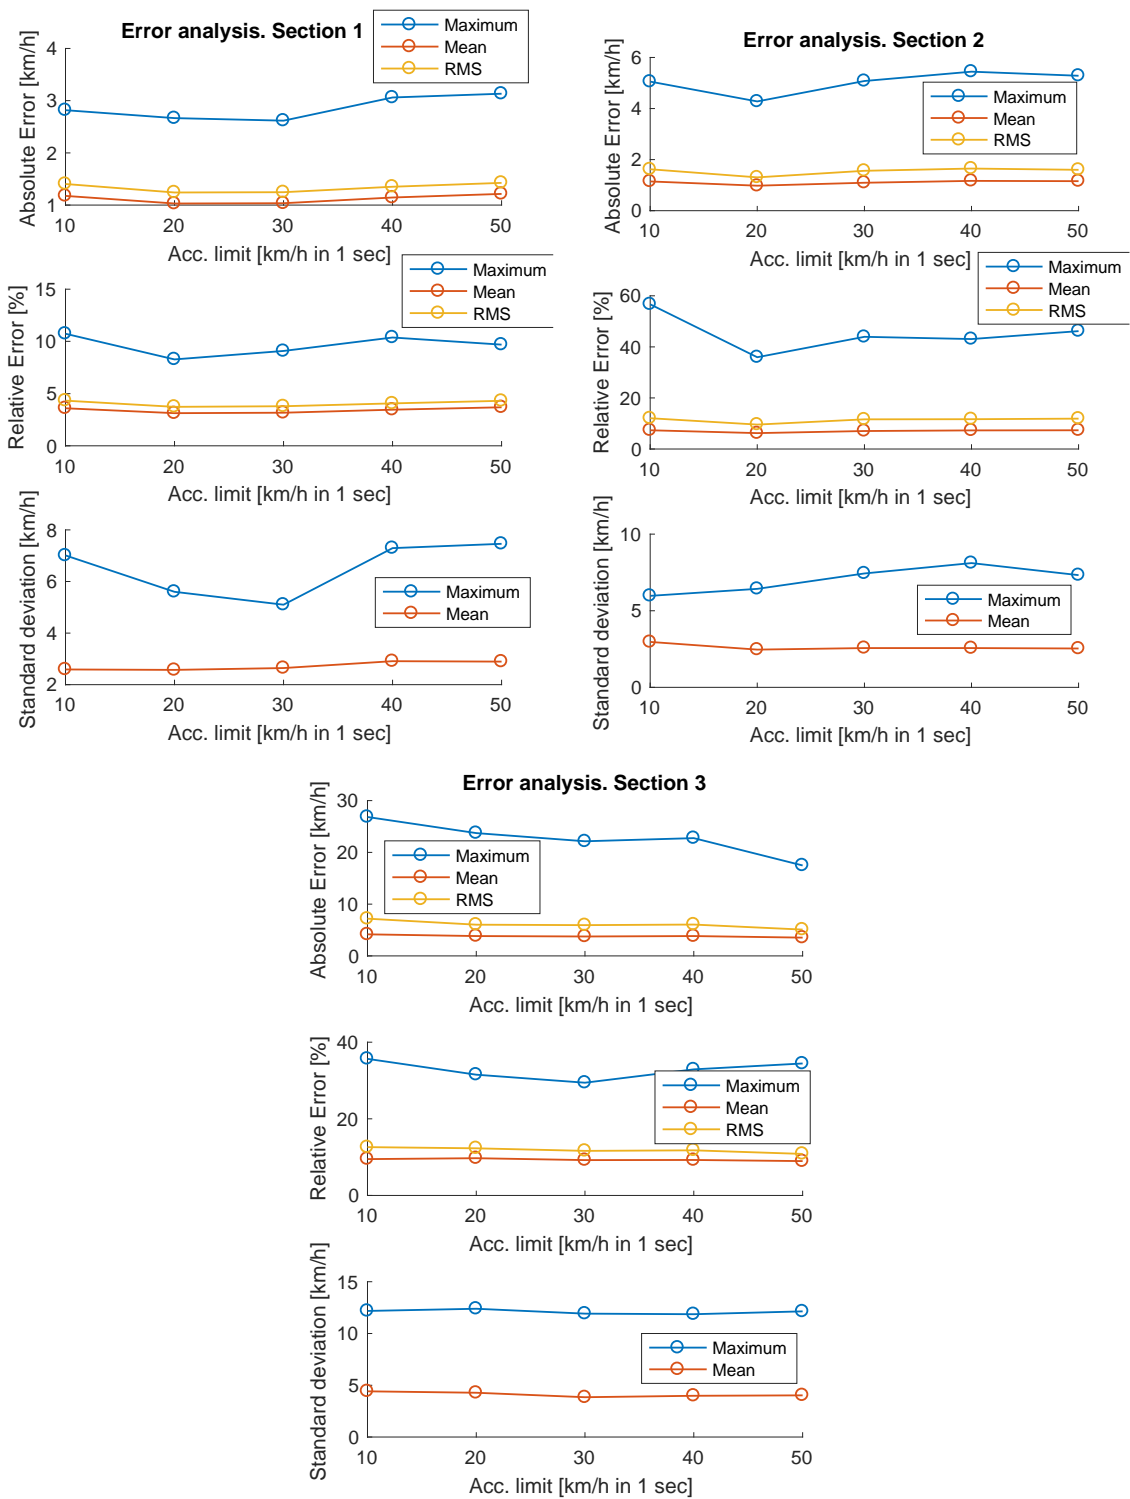 Error analysis. Section 1
Maximum
Mean
RMS
Absolute Error [km/h]
4
3
2
1
10 20 30 40 50
Acc. limit [km/h in 1 sec]
Maximum
Mean
RMS
Relative Error [%]
15
10
5
0
10 20 30 40 50
Acc. limit [km/h in 1 sec]
Maximum
Mean
Standard deviation [km/h]
8
6
4
2
10 20 30 40 50
Acc. limit [km/h in 1 sec]
Error analysis. Section 2
Maximum
Mean
RMS
Absolute Error [km/h]
6
4
2
0
10 20 30 40 50
Acc. limit [km/h in 1 sec]
Maximum
Mean
RMS
Relative Error [%]
60
40
20
0
10 20 30 40 50
Acc. limit [km/h in 1 sec]
Maximum
Mean
Standard deviation [km/h]
10
5
0
10 20 30 40 50
Acc. limit [km/h in 1 sec]
Error analysis. Section 3
Maximum
Mean
RMS
Absolute Error [km/h]
30
20
10
0
10 20 30 40 50
Acc. limit [km/h in 1 sec]
Maximum
Mean
RMS
Relative Error [%]
40
20
0
10 20 30 40 50
Acc. limit [km/h in 1 sec]
Maximum
Mean
Standard deviation [km/h]
15
10
5
0
10 20 30 40 50
Acc. limit [km/h in 1 sec]